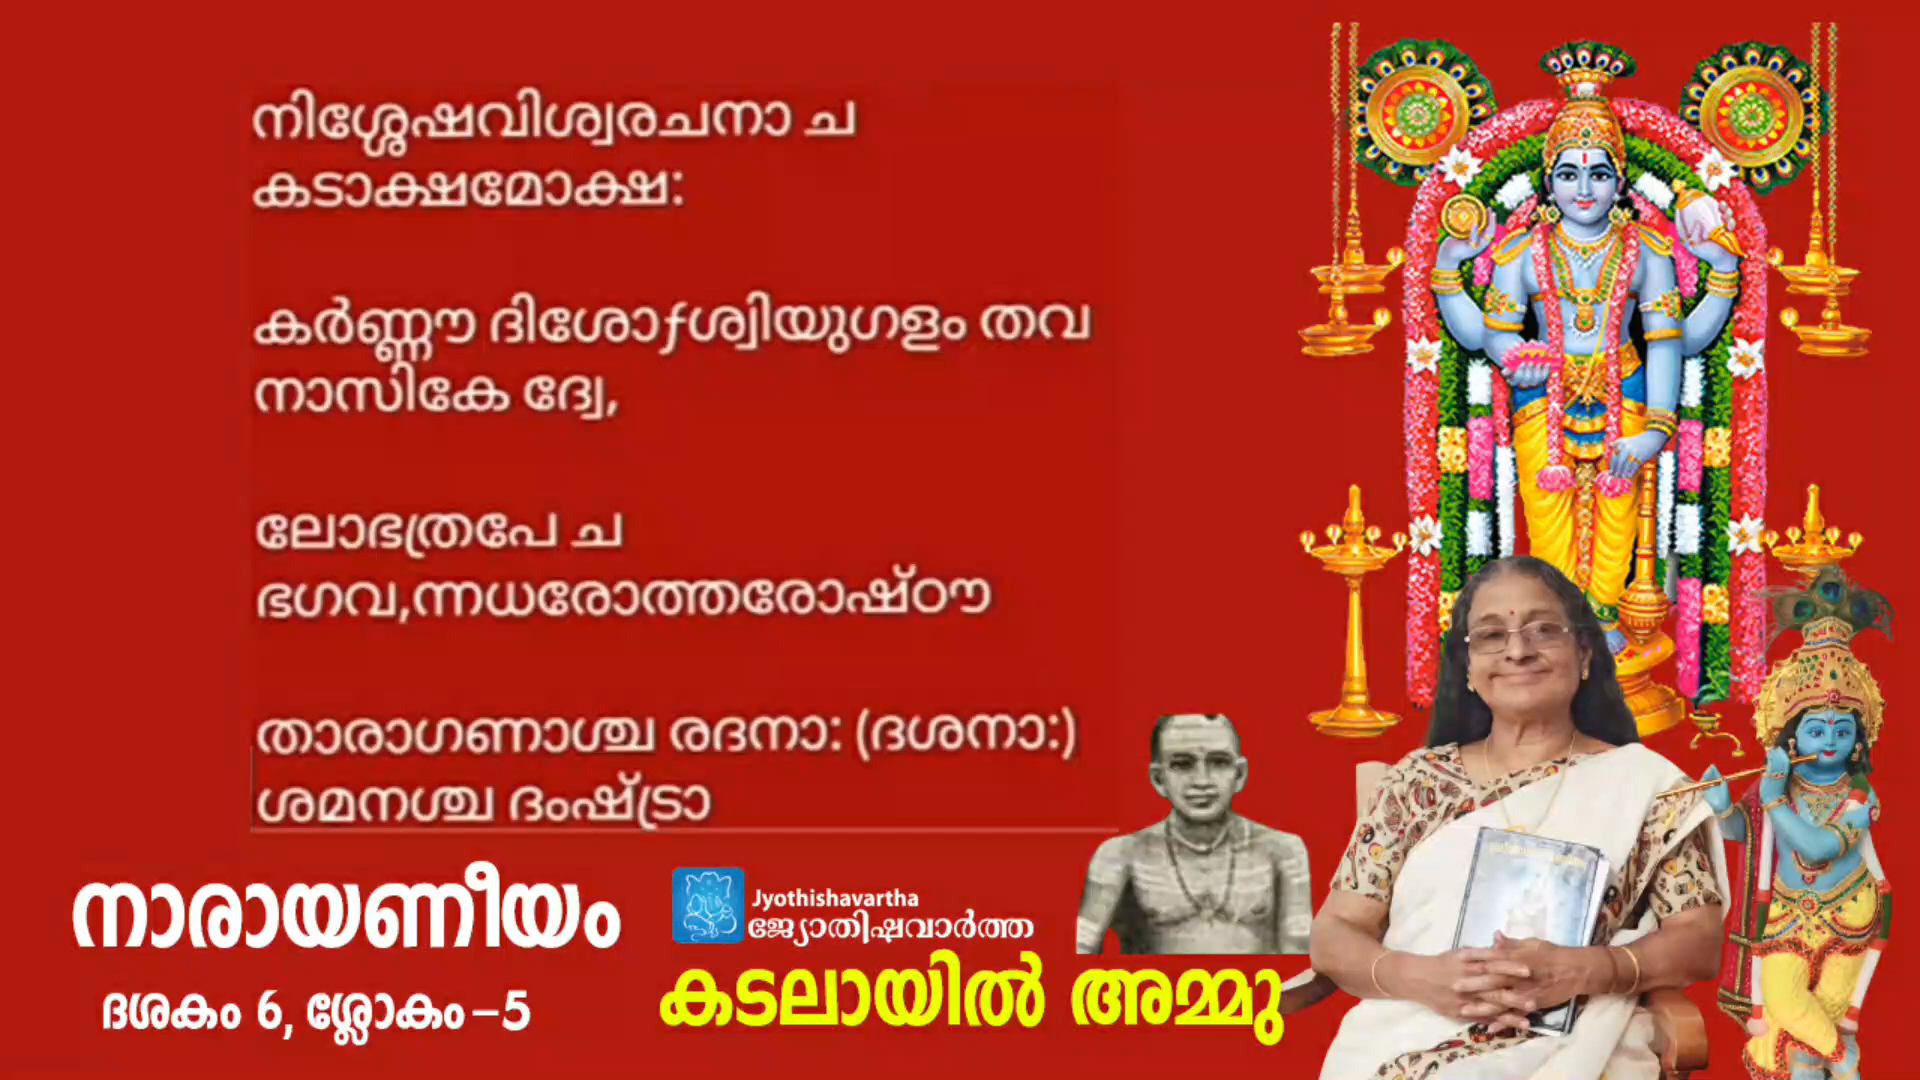 നിശ്ശേഷവിശ്വരചനാ ച
കടാക്ഷമോക്ഷ:
കർണ്ണൗ ദിശോƒശ്വിയുഗളം തവ
നാസികേ ദ്വേ,
ലോഭത്രപേ ച
ഭഗവ,ന്നധരോത്തരോഷ്ഠൗ
താരാഗണാശ്ച രദനാ: (ദശനാ:)
ശമനശ്ച ദംഷ്ട്രാ
നാരായണീയം
ദശകം 6, ശ്ലോകം-5
Jyothishavartha
ജ്യോതിഷവാർത്ത
കടലായിൽ അമ്മു